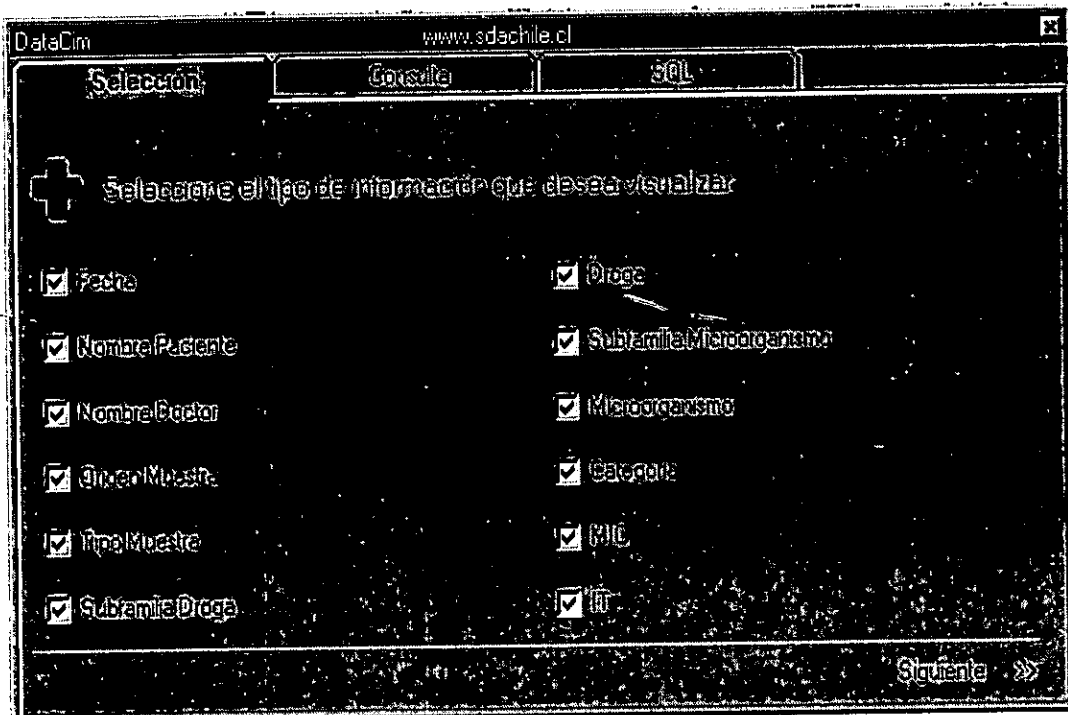 DataCim www.sdachile.cl
Selección Consulta SQL
Seleccione el tipo de información que desea visualizar
Fecha
Nombre Paciente
Nombre Doctor
Origen Muestra
Tipo Muestra
Subfamilia Droga
Droga
Subfamilia Microorganismo
Microorganismo
Categoria
MIC
Siguiente >>